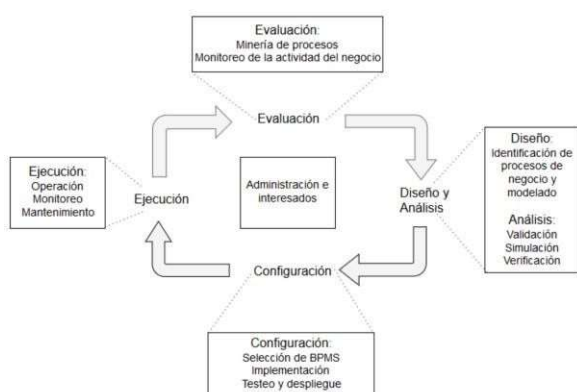 Evaluación:
Minería de procesos
Monitoreo de la actividad del negocio
Evaluación
Diseño:
Identificación de
procesos de
negocio y
modelado
Análisis:
Validación
Simulación
Verificación
Diseño y
Análisis
Administración e
interesados
Ejecución:
Operación
Monitoreo
Mantenimiento
Ejecución
Configuración
Configuración:
Selección de BPMS
Implementación
Testeo y despliegue